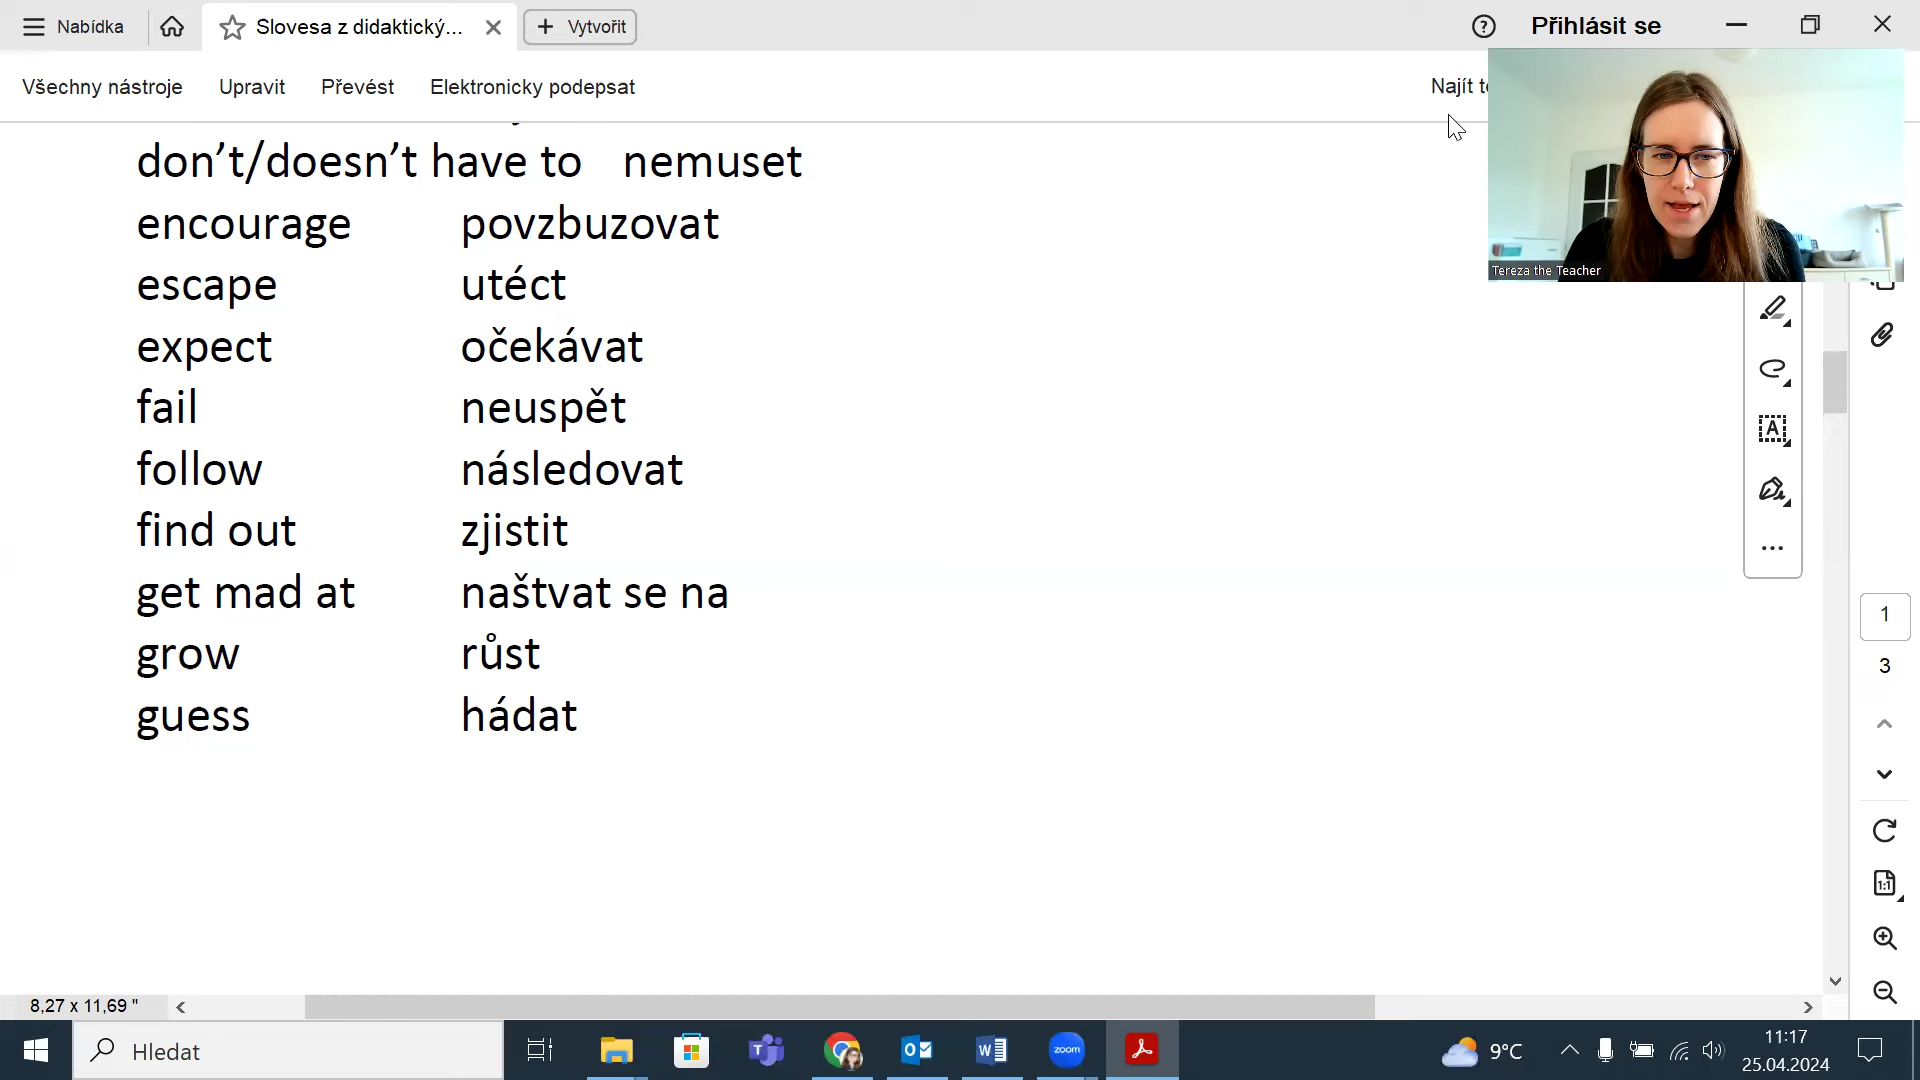 Nabídka
Slovesa z didaktický...
Vytvořit
Přihlásit se
Všechny nástroje
Upravit
Převést
Elektronicky podepsat
Najít
Tereza the Teacher
don’t/doesn’t have to nemuset
encourage povzbuzovat
escape utéct
expect očekávat
fail neuspět
follow následovat
find out zjistit
get mad at naštvat se na
grow růst
guess hádat
1
3
8,27 x 11,69 "
Hledat
zoom
9°C
11:17
25.04.2024